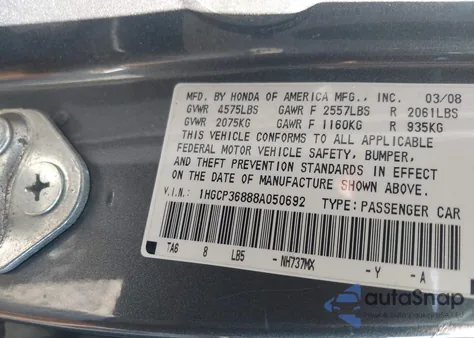 MFD. BY HONDA OF AMERICA MFG., INC. 03/08
GVWR 4575LBS GAWR F 2557LBS R 2061LBS
GVWR 2075KG GAWR F 1160KG R 935KG
THIS VEHICLE CONFORMS TO ALL APPLICABLE
FEDERAL MOTOR VEHICLE SAFETY, BUMPER,
AND THEFT PREVENTION STANDARDS IN EFFECT
ON THE DATE OF MANUFACTURE SHOWN ABOVE.
V.I.N: 1HGCP36888A050692 TYPE: PASSENGER CAR
TA6 8 LB5 -NH737MX -Y -A
autoSnap